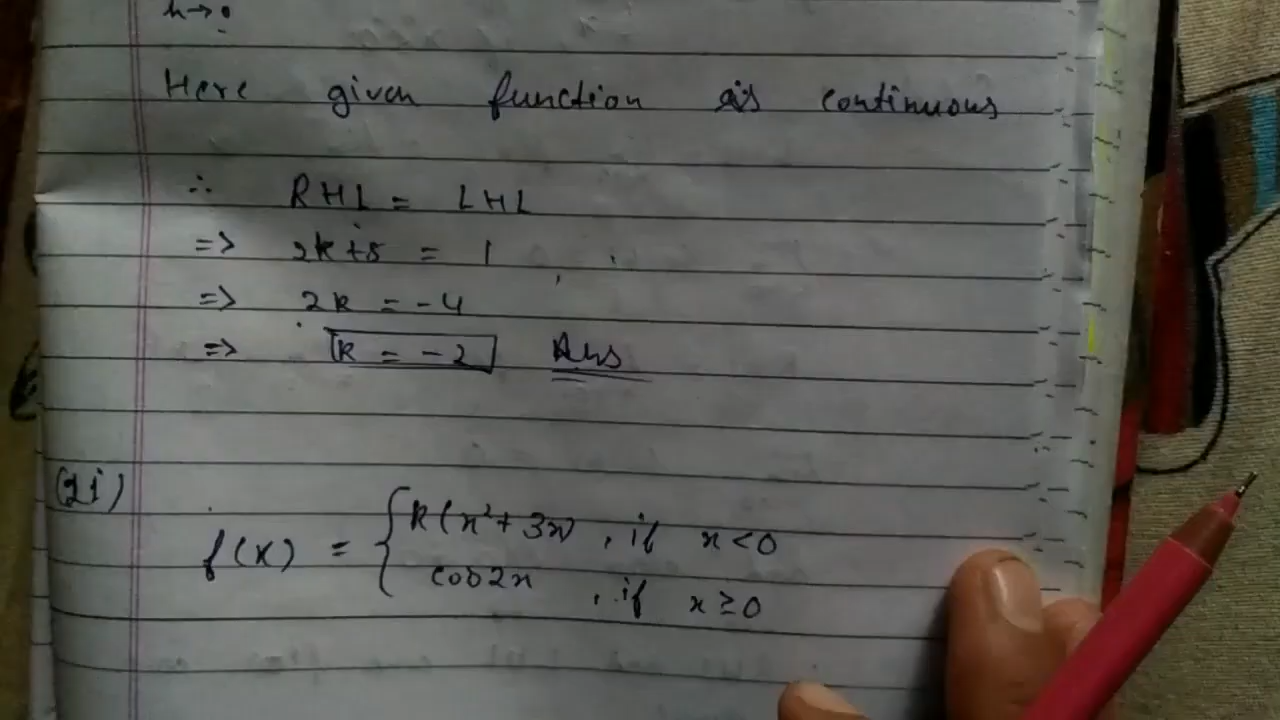 h→0
Here given function is continuous
∴ RHL = LHL
=> 2k+5 = 1
=> 2k = -4
=> k = -2 Ans
(21)
f(x) = { k(x²+3x) , if x<0
cos2x , if x≥0